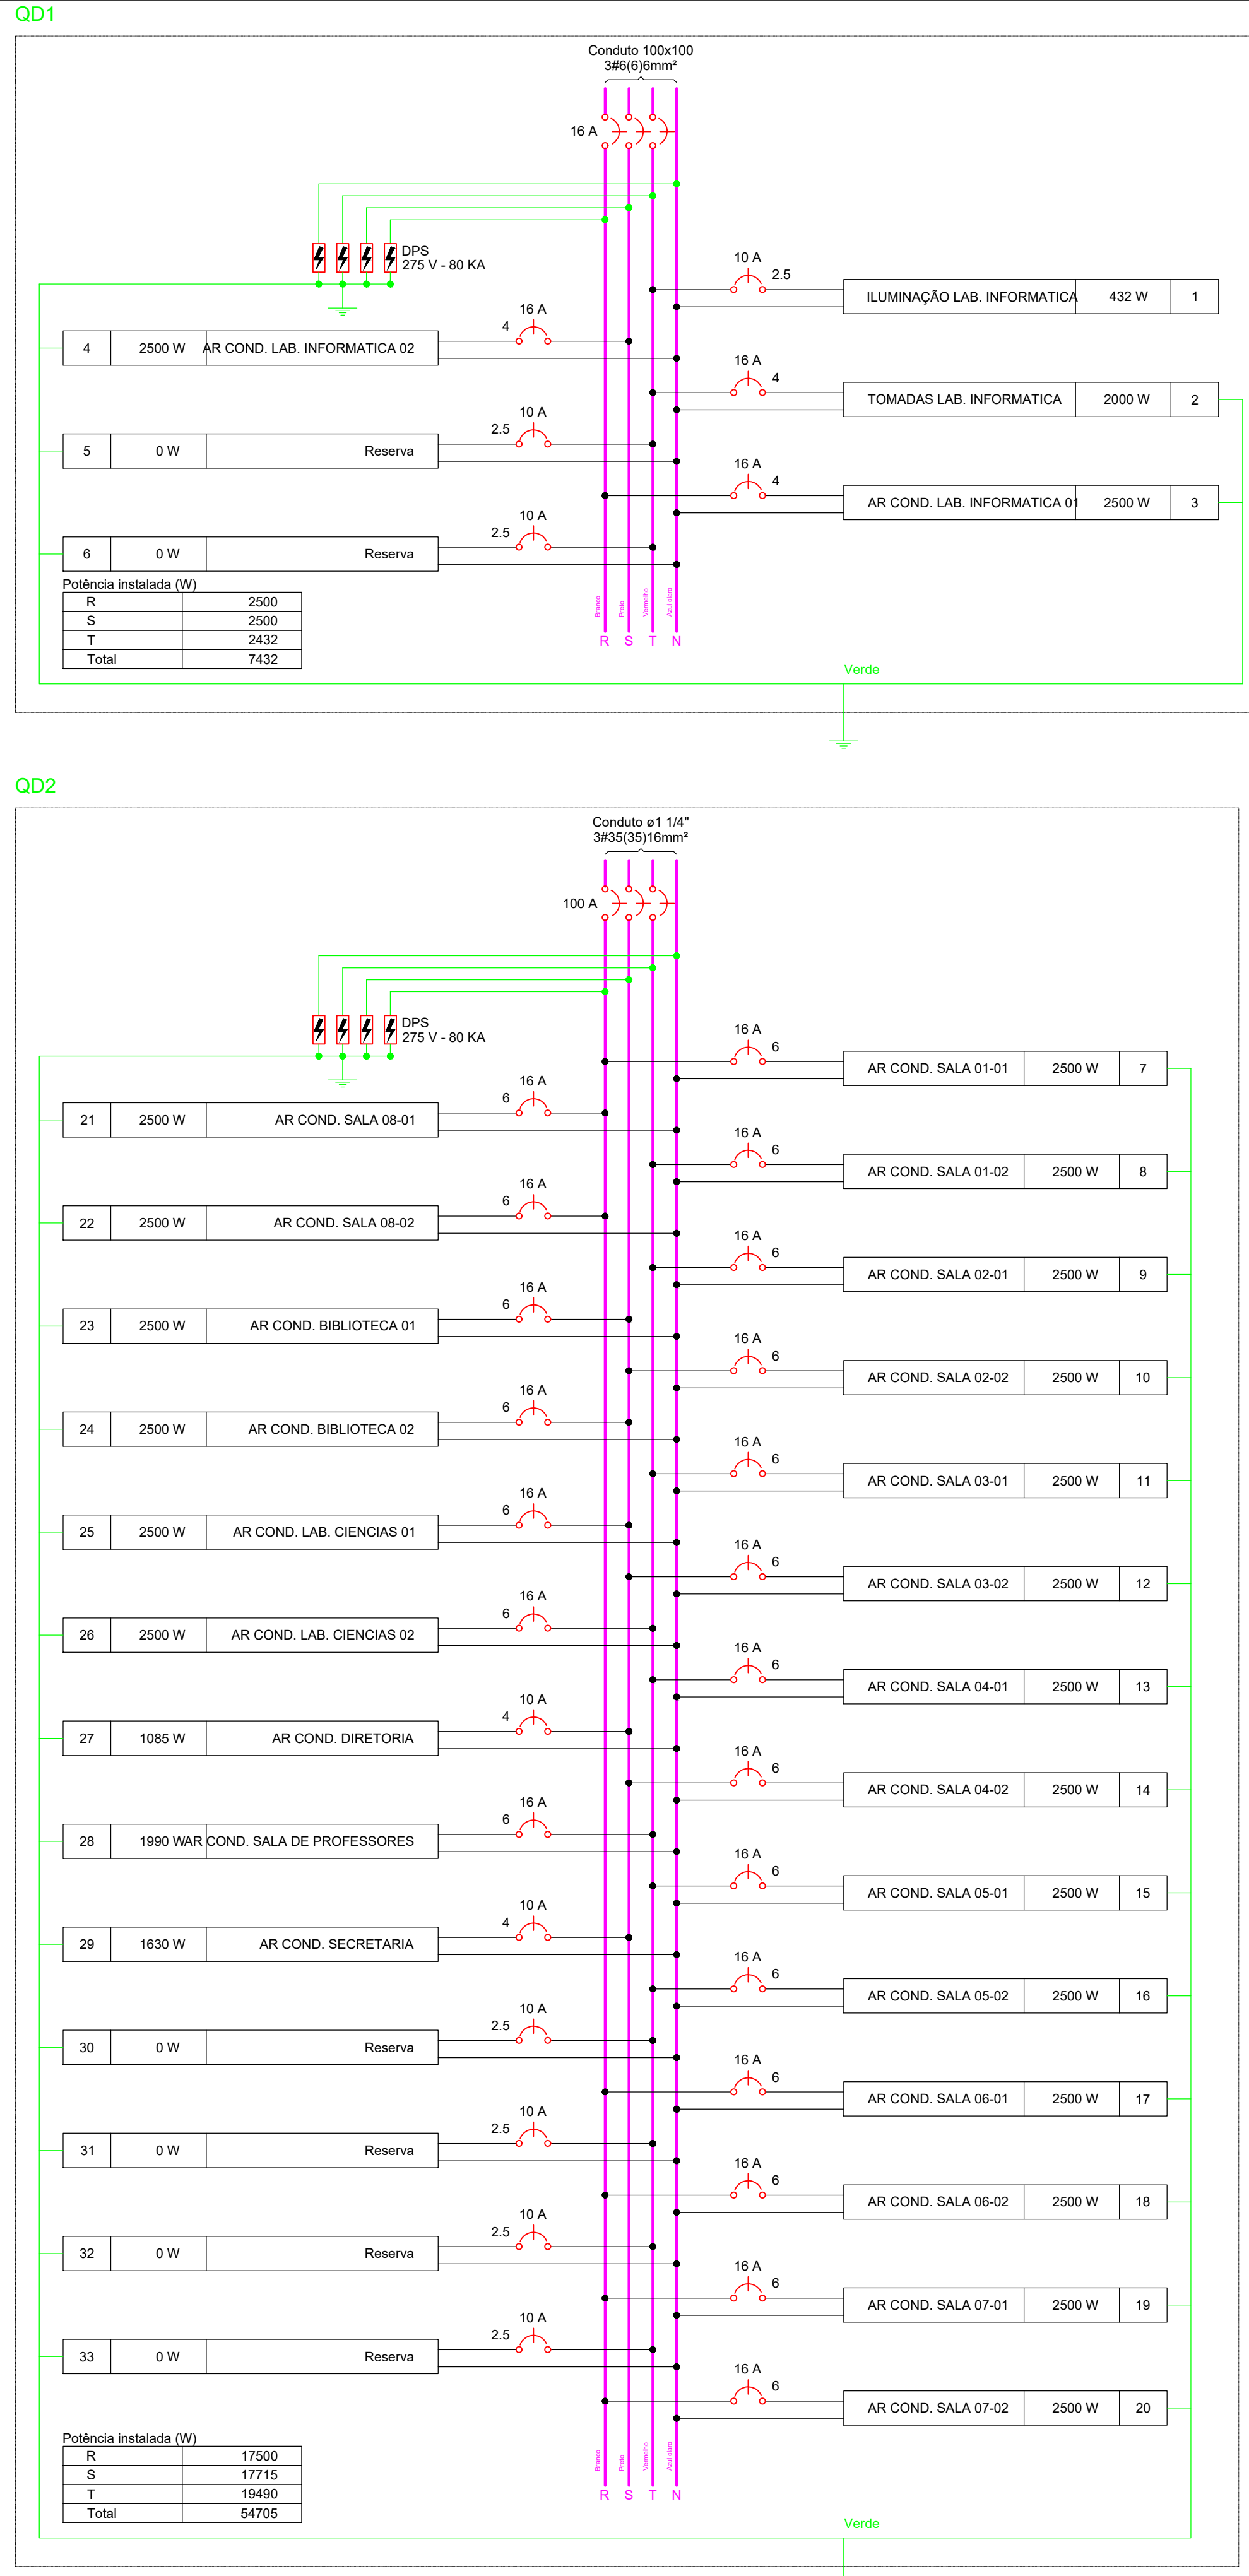 QD1
Conduto 100x100
3#6(6)6mm²
16 A
DPS
275 V - 80 KA
10 A
2.5
ILUMINAÇÃO LAB. INFORMATICA 432 W 1
16 A
4
4 2500 W AR COND. LAB. INFORMATICA 02
16 A
4
TOMADAS LAB. INFORMATICA 2000 W 2
10 A
2.5
5 0 W Reserva
16 A
4
AR COND. LAB. INFORMATICA 01 2500 W 3
10 A
2.5
6 0 W Reserva
Potência instalada (W)
R 2500
S 2500
T 2432
Total 7432
Branco
Preto
Vermelho
Azul claro
R S T N
Verde
QD2
Conduto ø1 1/4"
3#35(35)16mm²
100 A
DPS
275 V - 80 KA
16 A
6
AR COND. SALA 01-01 2500 W 7
16 A
6
21 2500 W AR COND. SALA 08-01
16 A
6
AR COND. SALA 01-02 2500 W 8
16 A
6
22 2500 W AR COND. SALA 08-02
16 A
6
AR COND. SALA 02-01 2500 W 9
16 A
6
23 2500 W AR COND. BIBLIOTECA 01
16 A
6
AR COND. SALA 02-02 2500 W 10
16 A
6
24 2500 W AR COND. BIBLIOTECA 02
16 A
6
AR COND. SALA 03-01 2500 W 11
16 A
6
25 2500 W AR COND. LAB. CIENCIAS 01
16 A
6
AR COND. SALA 03-02 2500 W 12
16 A
6
26 2500 W AR COND. LAB. CIENCIAS 02
16 A
6
AR COND. SALA 04-01 2500 W 13
10 A
4
27 1085 W AR COND. DIRETORIA
16 A
6
AR COND. SALA 04-02 2500 W 14
16 A
6
28 1990 W AR COND. SALA DE PROFESSORES
16 A
6
AR COND. SALA 05-01 2500 W 15
10 A
4
29 1630 W AR COND. SECRETARIA
16 A
6
AR COND. SALA 05-02 2500 W 16
10 A
2.5
30 0 W Reserva
16 A
6
AR COND. SALA 06-01 2500 W 17
10 A
2.5
31 0 W Reserva
16 A
6
AR COND. SALA 06-02 2500 W 18
10 A
2.5
32 0 W Reserva
16 A
6
AR COND. SALA 07-01 2500 W 19
10 A
2.5
33 0 W Reserva
16 A
6
AR COND. SALA 07-02 2500 W 20
Potência instalada (W)
R 17500
S 17715
T 19490
Total 54705
Branco
Preto
Vermelho
Azul claro
R S T N
Verde